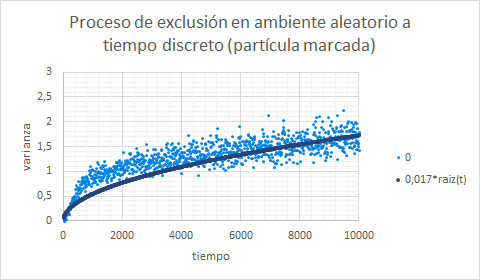 Proceso de exclusión en ambiente aleatorio a
tiempo discreto (partícula marcada)
3
2,5
2
1,5
1
0,5
0
varianza
0 2000 4000 6000 8000 10000
tiempo
0
0,017*raiz(t)